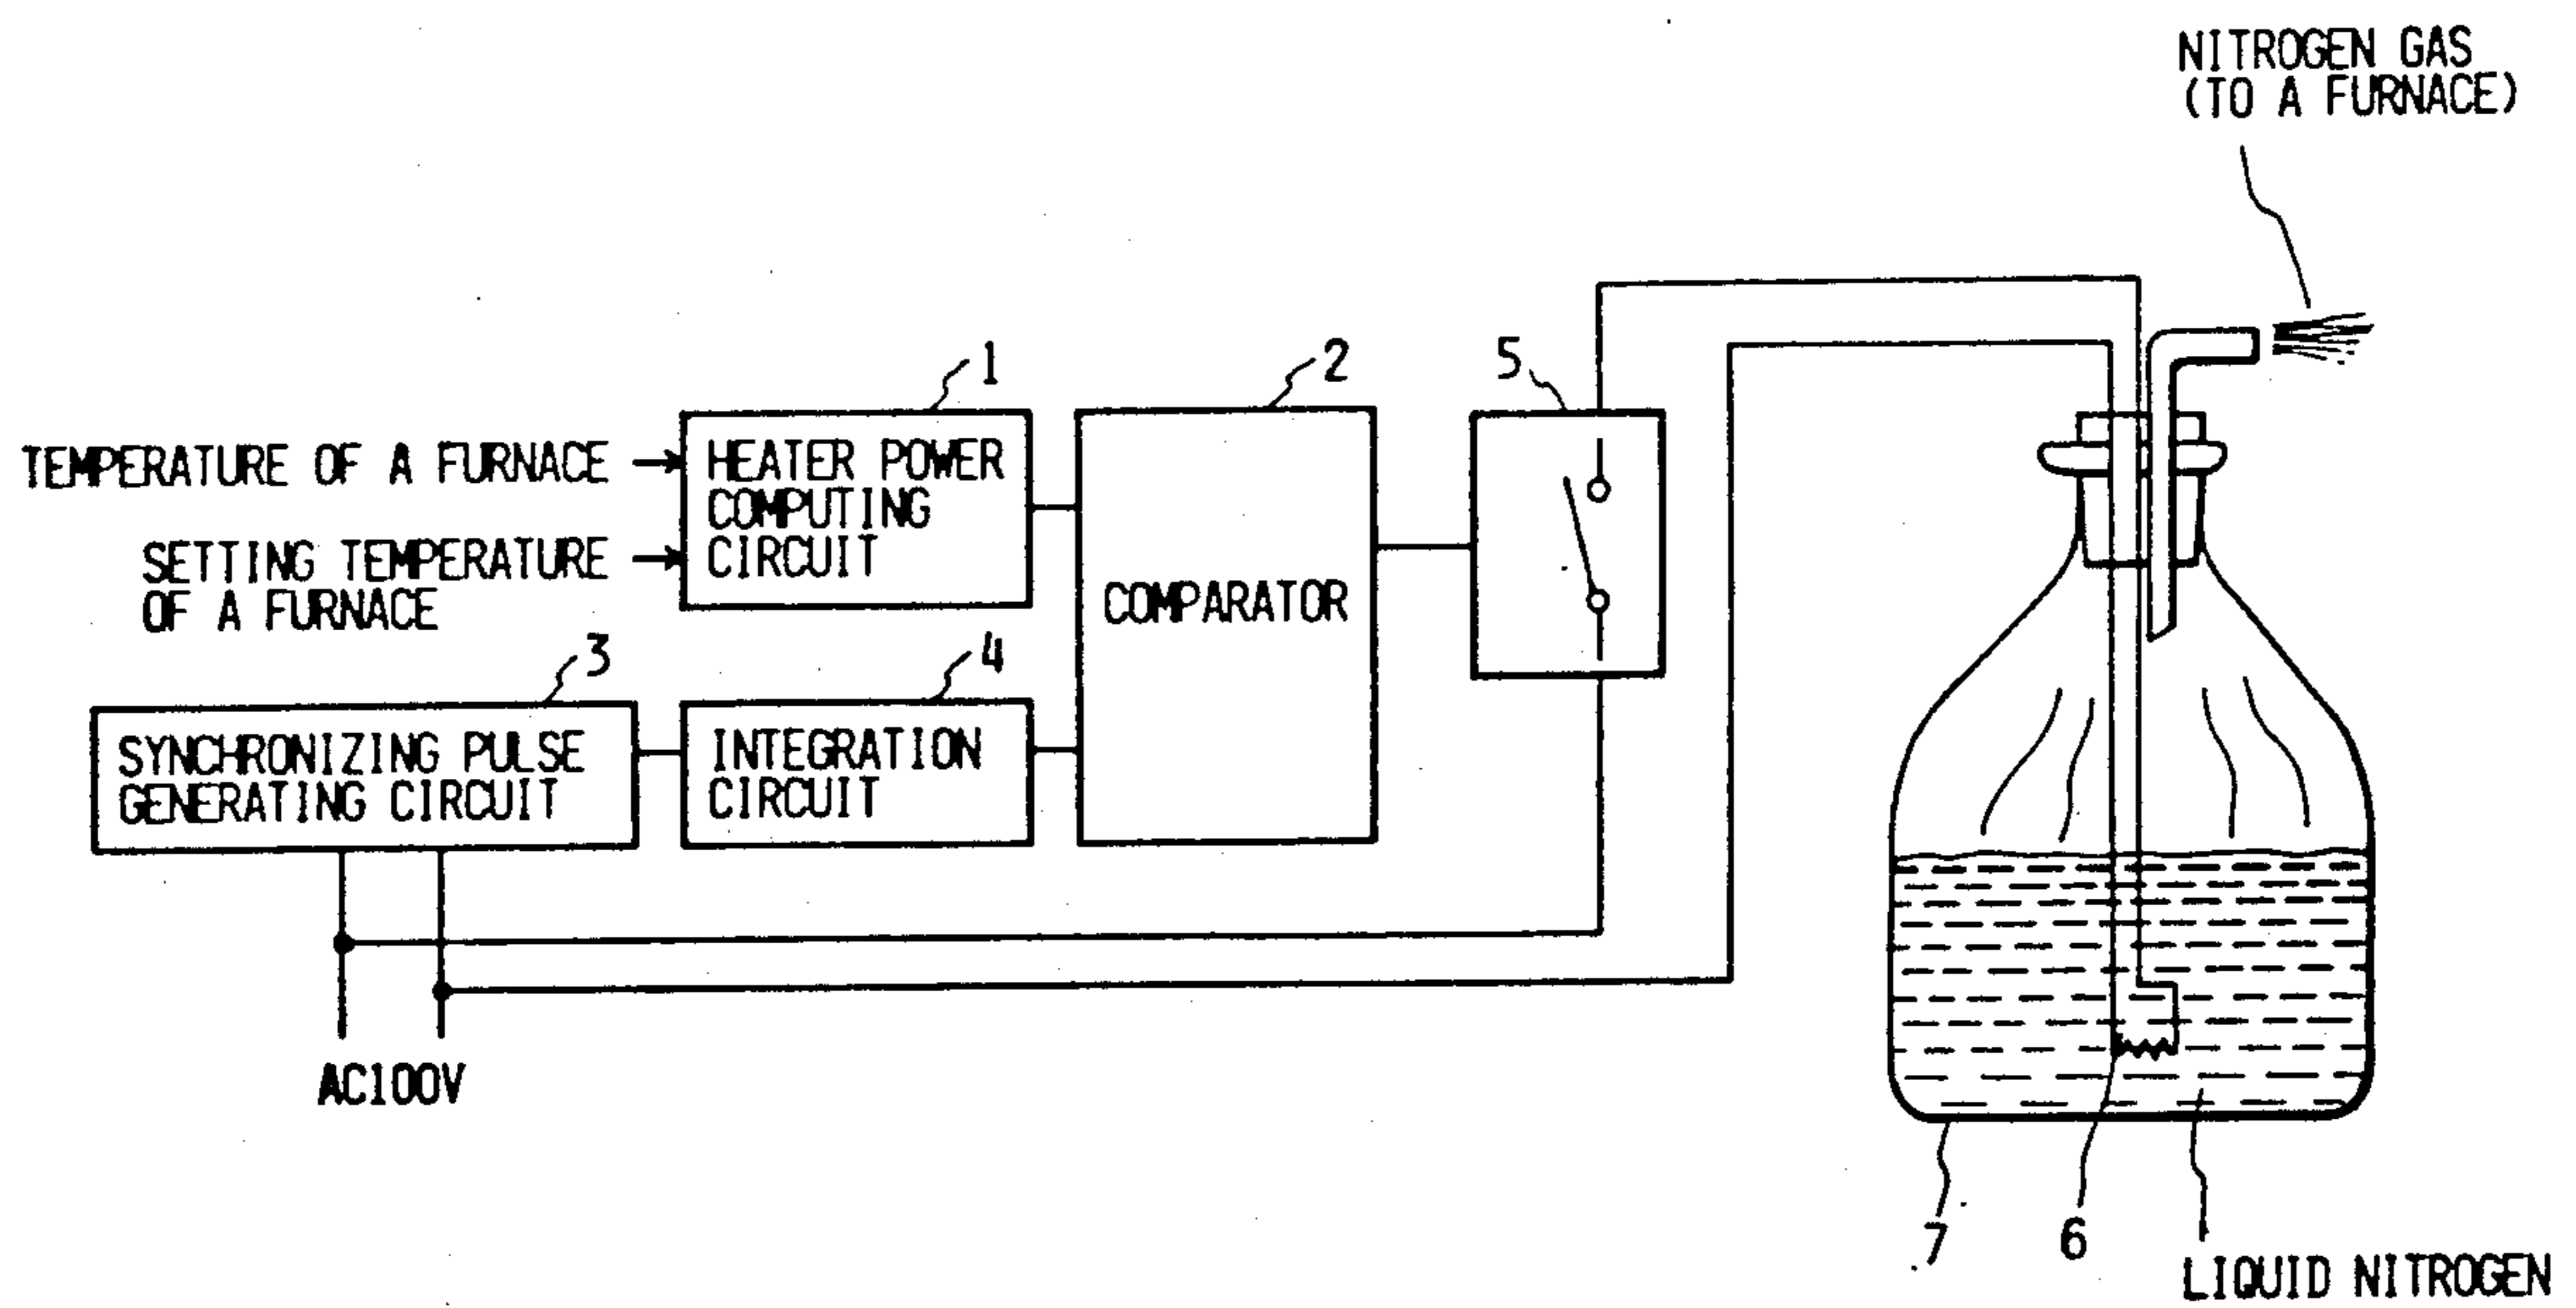 NITROGEN GAS
(TO A FURNACE)
1
2
5
TEMPERATURE OF A FURNACE
HEATER POWER
COMPUTING
CIRCUIT
SETTING TEMPERATURE
OF A FURNACE
COMPARATOR
3
4
SYNCHRONIZING PULSE
GENERATING CIRCUIT
INTEGRATION
CIRCUIT
AC100V
7
6
LIQUID NITROGEN